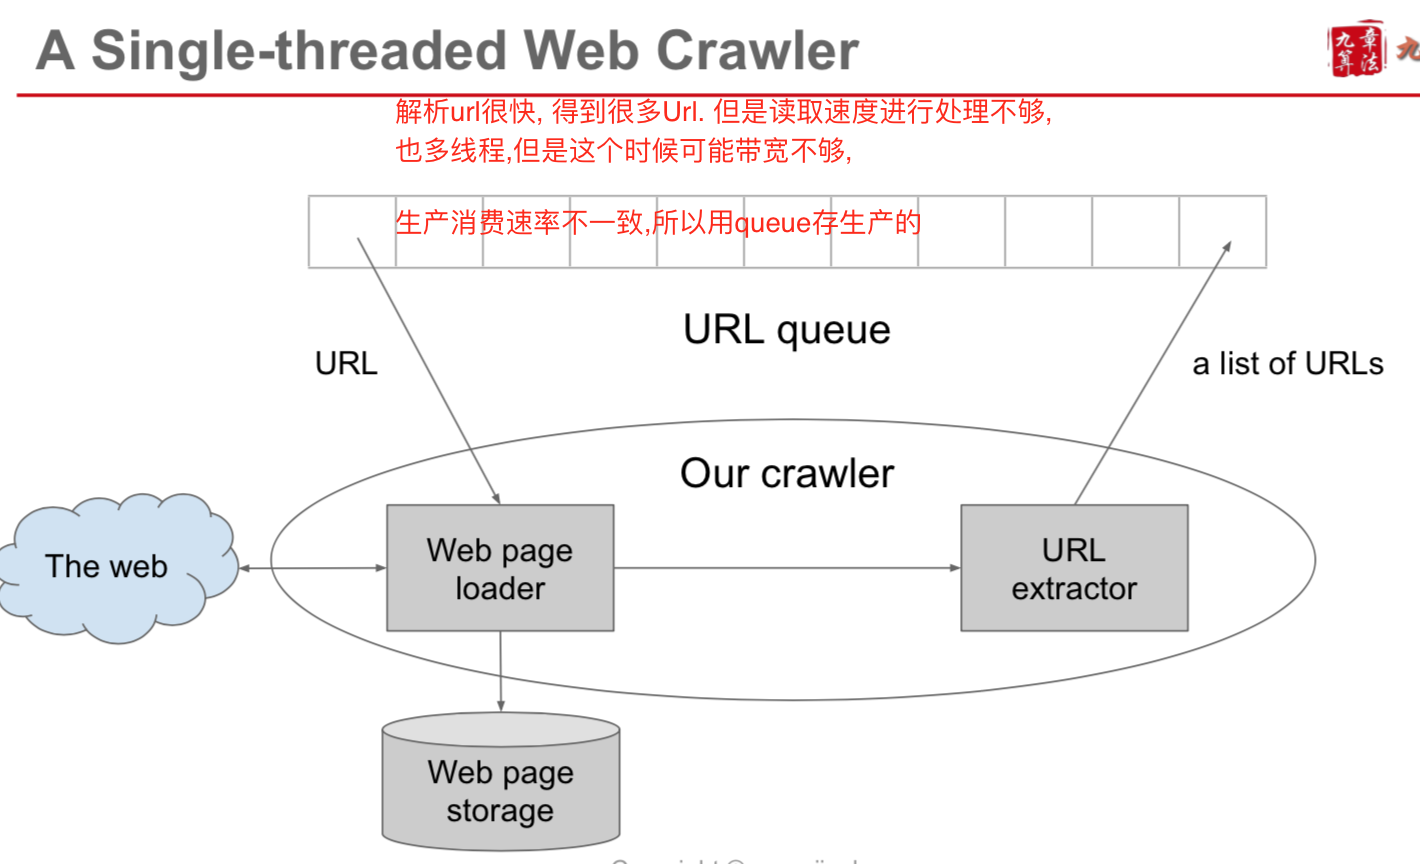 A Single-threaded Web Crawler
九章算法
九
解析url很快, 得到很多Url. 但是读取速度进行处理不够,
也多线程,但是这个时候可能带宽不够,
生产消费速率不一致,所以用queue存生产的
URL queue
URL
a list of URLs
Our crawler
The web
Web page
loader
URL
extractor
Web page
storage